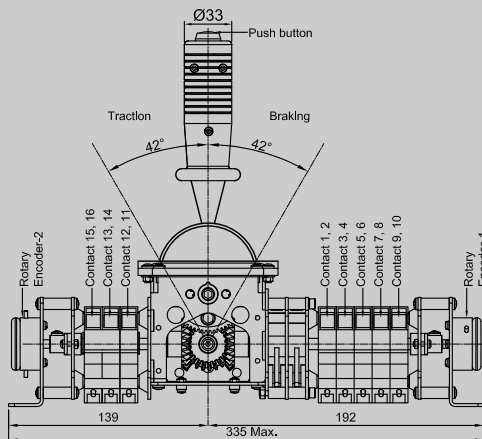 Ø33
Push button
Traction
Braking
42°
42°
Rotary
Encoder-2
Contact 15, 16
Contact 13, 14
Contact 12, 11
Contact 1, 2
Contact 3, 4
Contact 5, 6
Contact 7, 8
Contact 9, 10
Rotary
Encoder-1
139
192
335 Max.